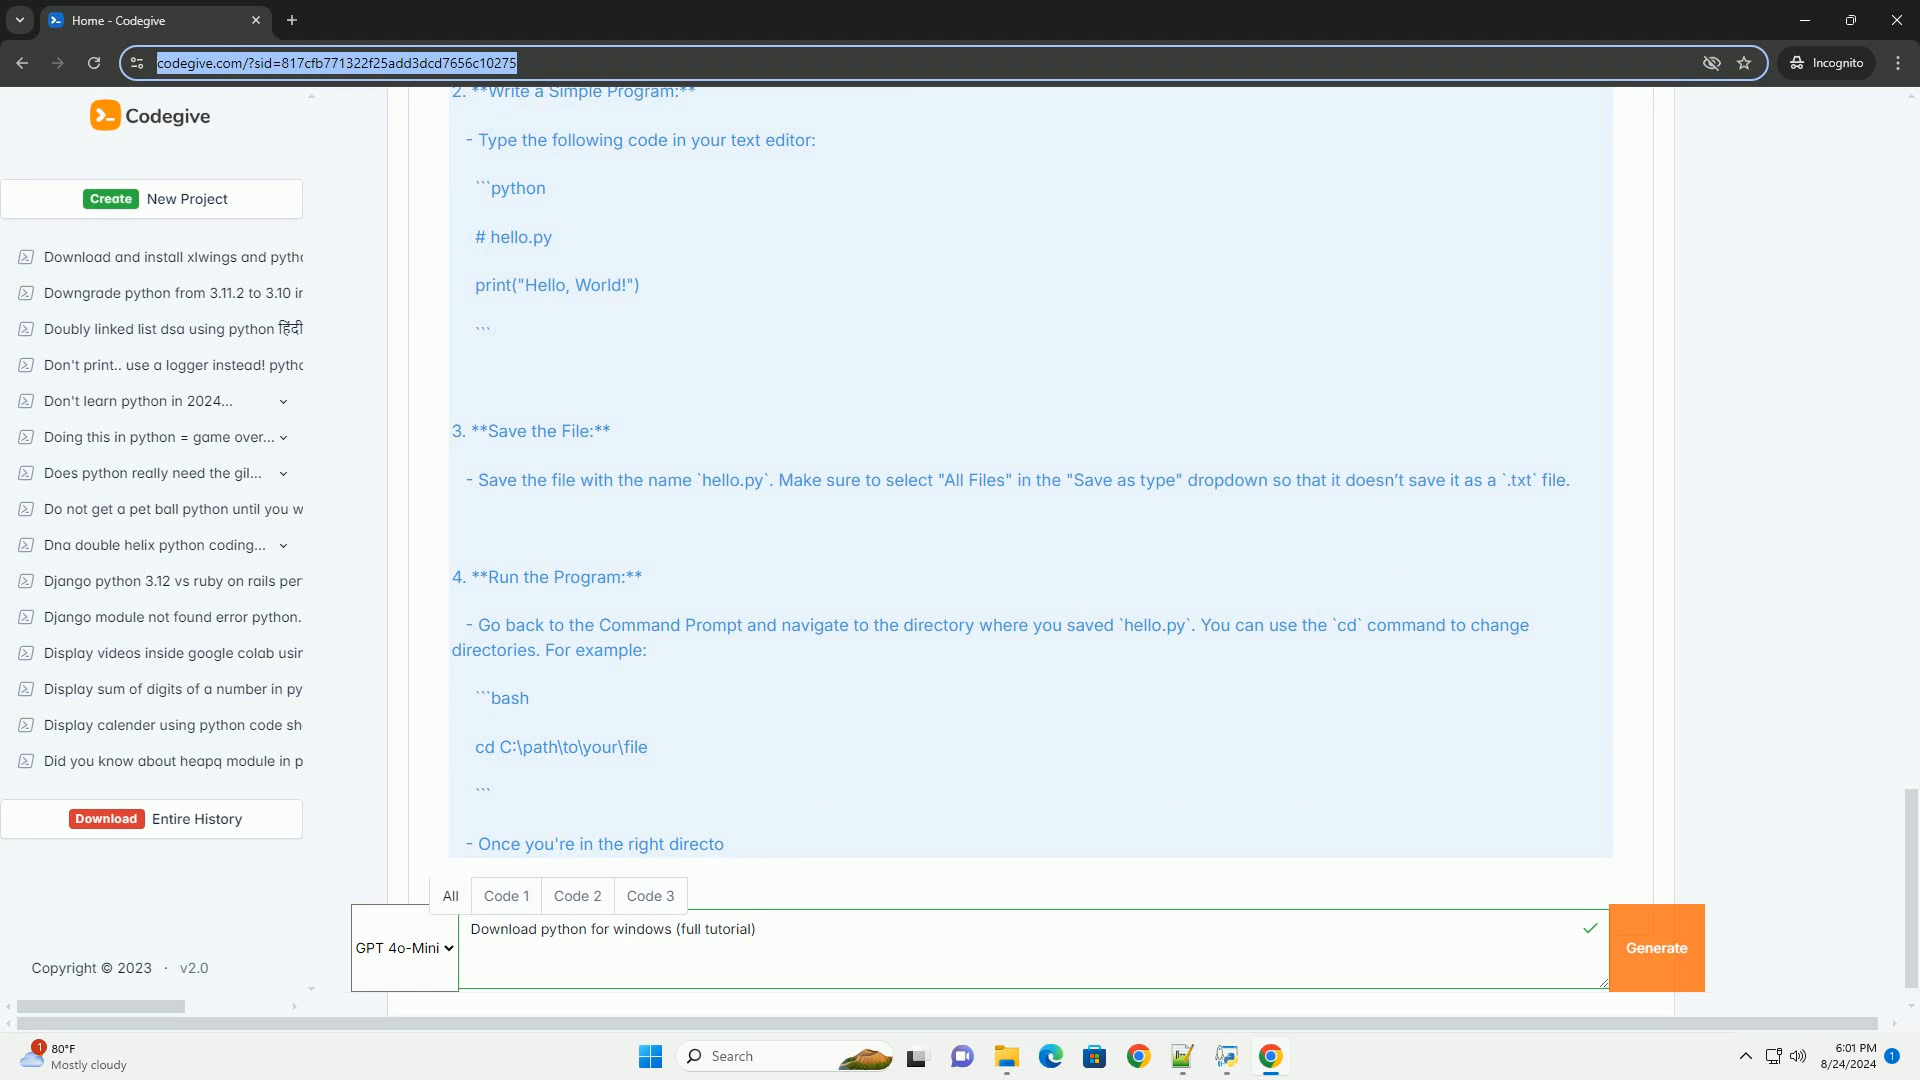 Home - Codegive
codegive.com/?sid=817cfb771322f25add3dcd7656c10275
Incognito
Codegive
Create New Project
Download and install xlwings and pytho
Downgrade python from 3.11.2 to 3.10 in
Doubly linked list dsa using python हिंदी
Don't print.. use a logger instead! pytho
Don't learn python in 2024...
Doing this in python = game over...
Does python really need the gil...
Do not get a pet ball python until you w
Dna double helix python coding...
Django python 3.12 vs ruby on rails per
Django module not found error python.
Display videos inside google colab usin
Display sum of digits of a number in py
Display calender using python code sh
Did you know about heapq module in p
Download Entire History
Copyright © 2023 · v2.0
2. **Write a Simple Program:**
- Type the following code in your text editor:
```python
# hello.py
print("Hello, World!")
```
3. **Save the File:**
- Save the file with the name `hello.py`. Make sure to select "All Files" in the "Save as type" dropdown so that it doesn’t save it as a `.txt` file.
4. **Run the Program:**
- Go back to the Command Prompt and navigate to the directory where you saved `hello.py`. You can use the `cd` command to change
directories. For example:
```bash
cd C:\path\to\your\file
```
- Once you're in the right directo
All Code 1 Code 2 Code 3
GPT 4o-Mini
Download python for windows (full tutorial)
Generate
1
80°F
Mostly cloudy
Search
6:01 PM
8/24/2024
1